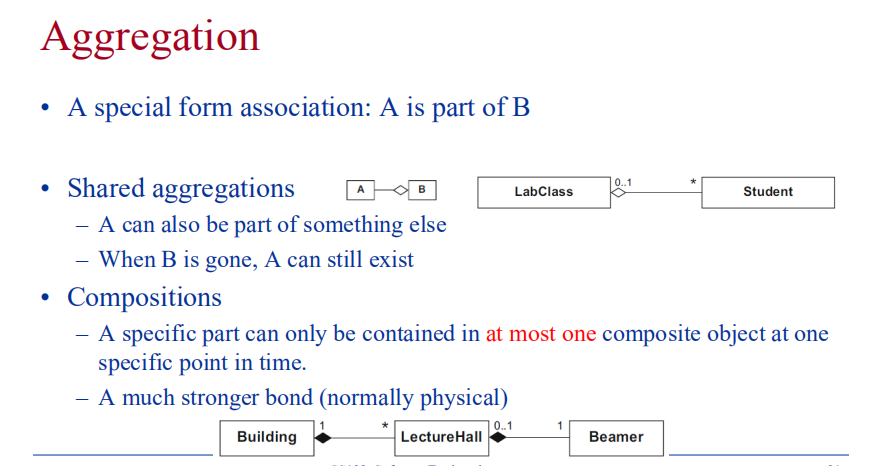 Aggregation
• A special form association: A is part of B
• Shared aggregations
A B
LabClass 0..1 * Student
– A can also be part of something else
– When B is gone, A can still exist
• Compositions
– A specific part can only be contained in at most one composite object at one
specific point in time.
– A much stronger bond (normally physical)
Building 1 * LectureHall 0..1 1 Beamer